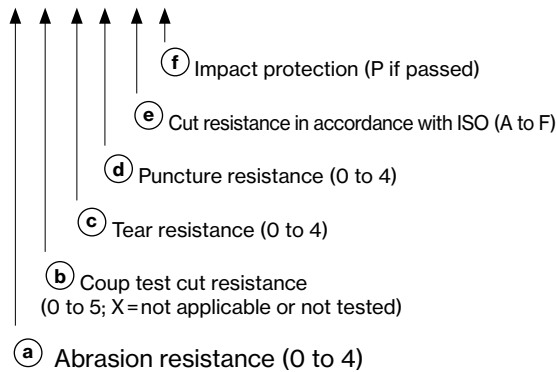 f Impact protection (P if passed)
e Cut resistance in accordance with ISO (A to F)
d Puncture resistance (0 to 4)
c Tear resistance (0 to 4)
b Coup test cut resistance
(0 to 5; X=not applicable or not tested)
a Abrasion resistance (0 to 4)